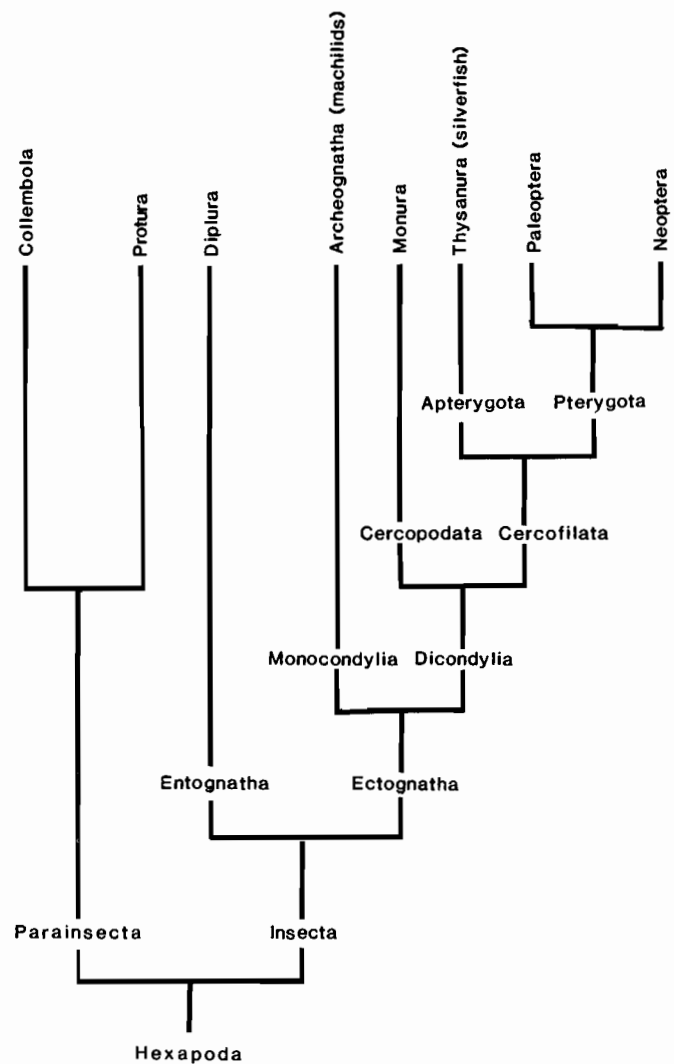 Collembola
Protura
Diplura
Archeognatha (machilids)
Monura
Thysanura (silverfish)
Paleoptera
Neoptera
Apterygota Pterygota
Cercopodata Cercofilata
Monocondylia Dicondylia
Entognatha Ectognatha
Parainsecta Insecta
Hexapoda